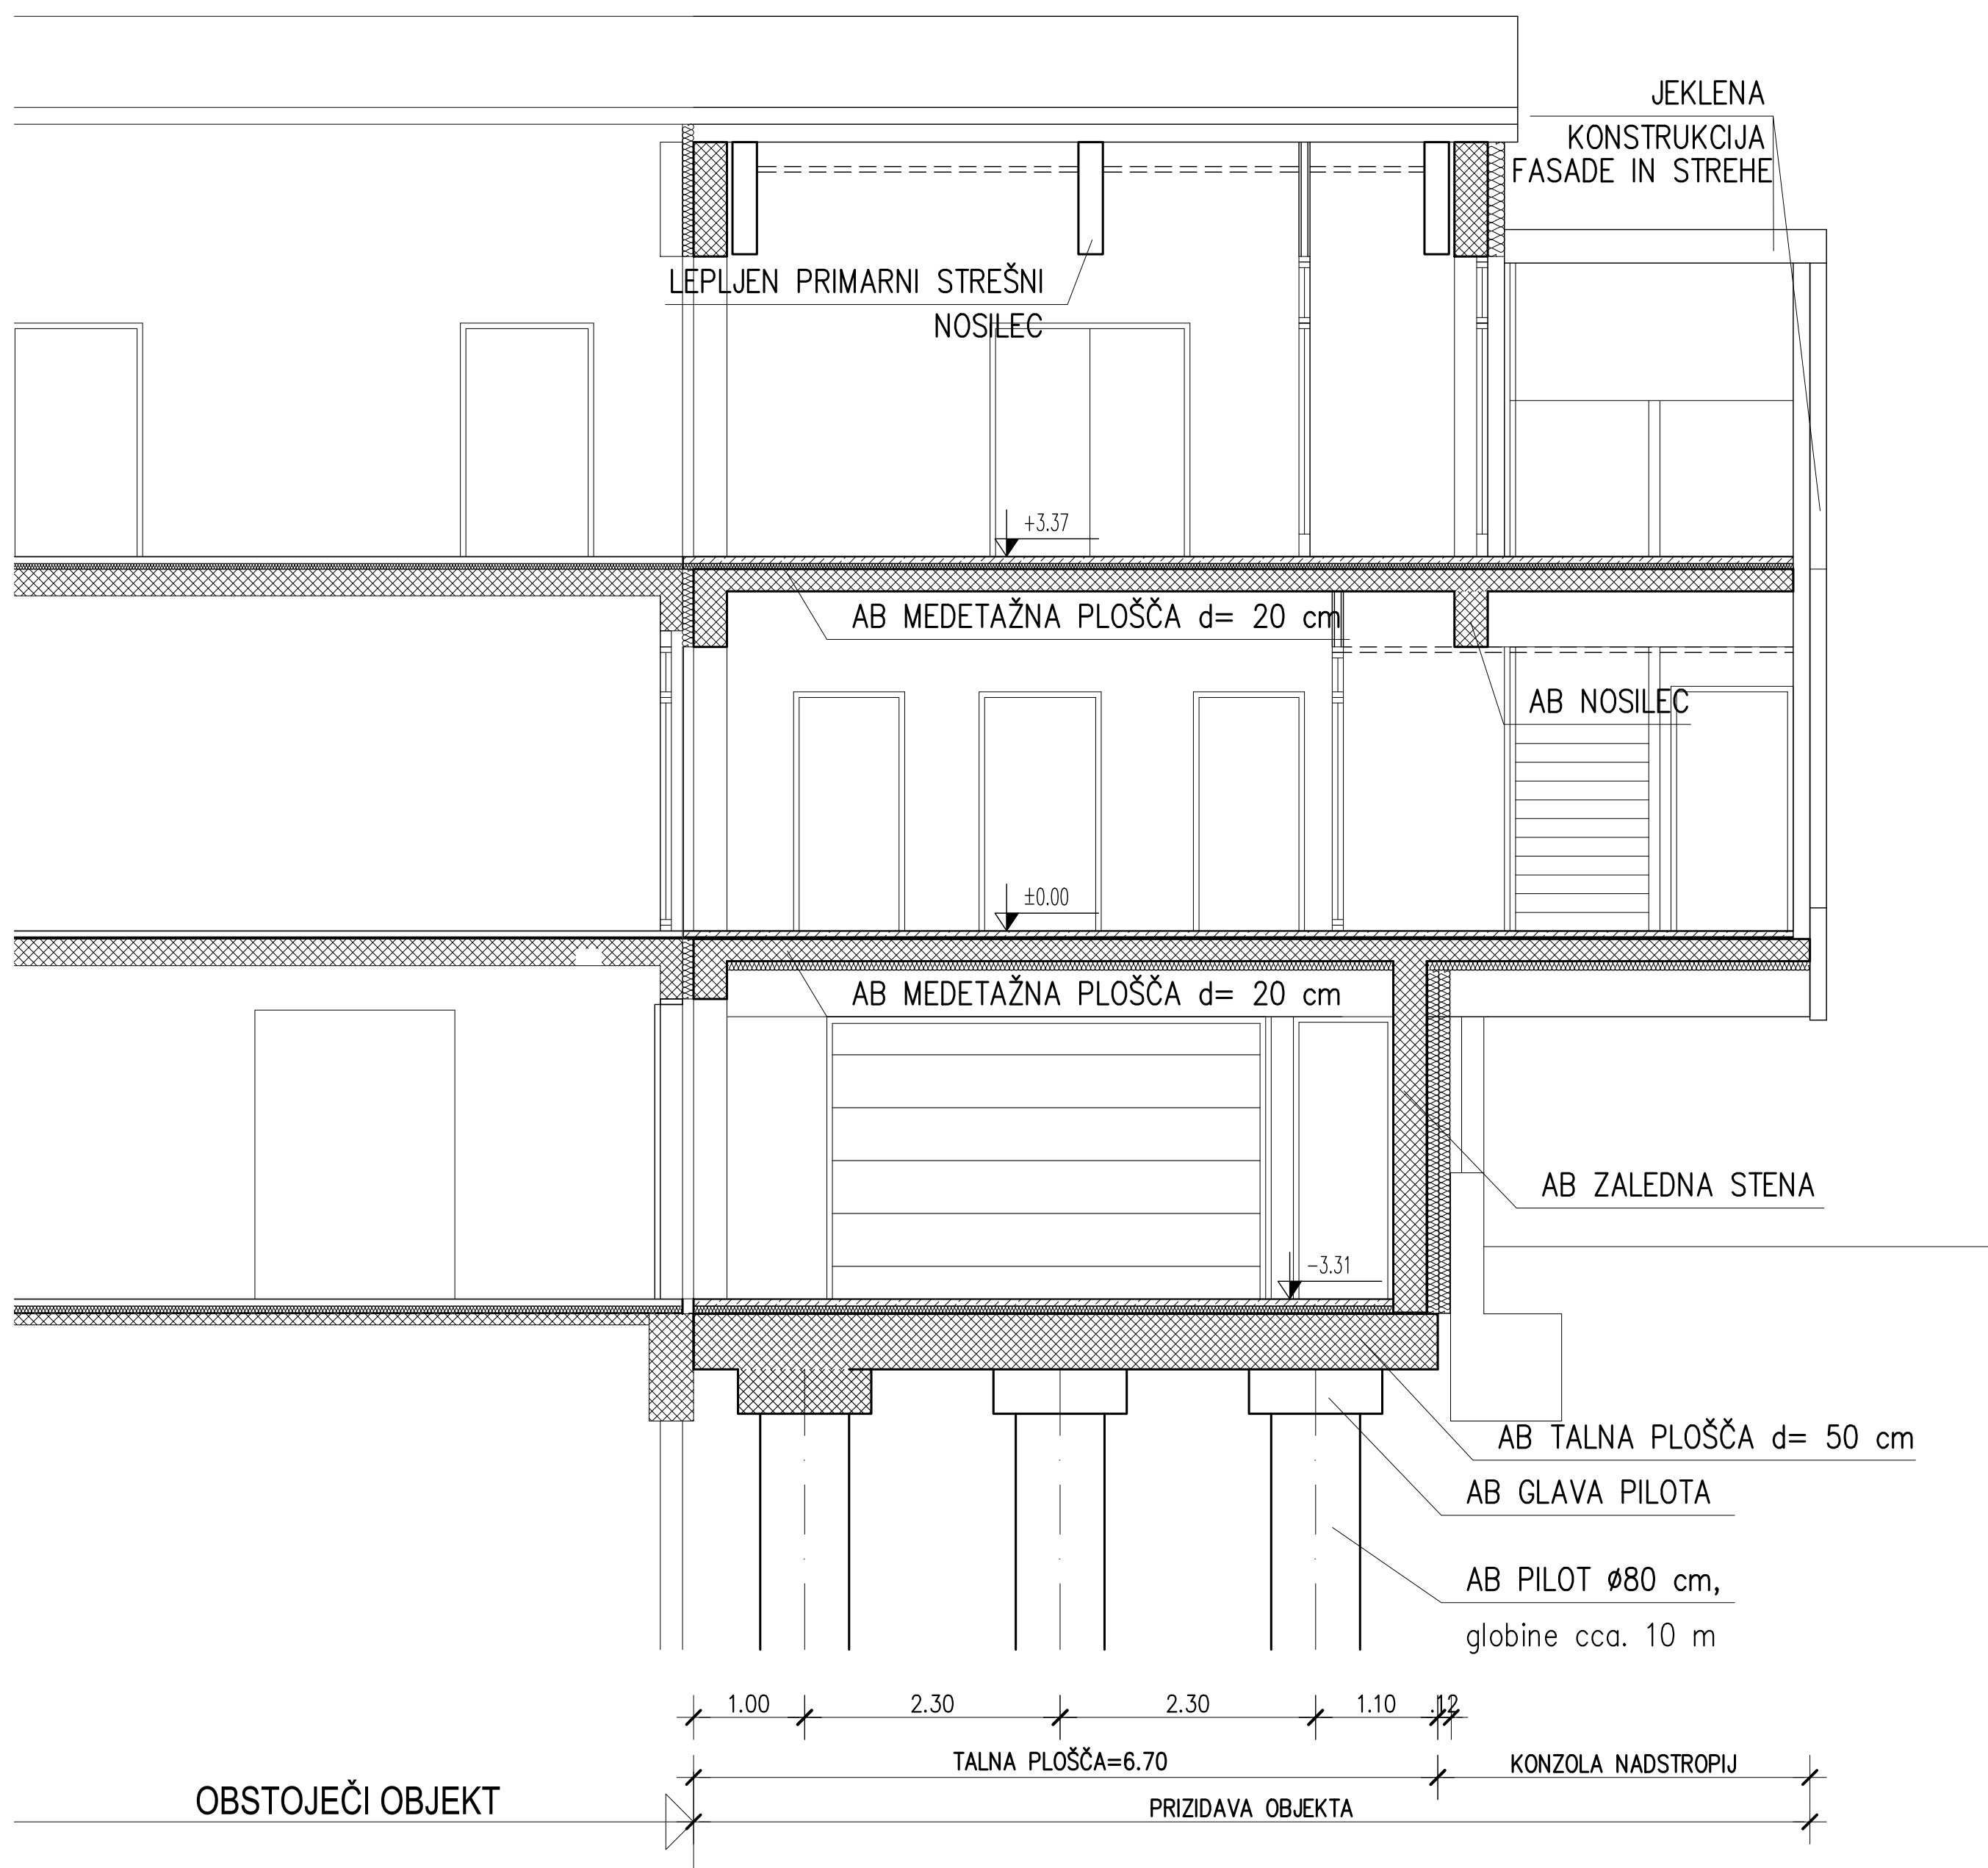 JEKLENA
KONSTRUKCIJA
FASADE IN STREHE
LEPLJEN PRIMARNI STREŠNI
NOSILEC
+3.37
AB MEDETAŽNA PLOŠČA d= 20 cm
AB NOSILEC
±0.00
AB MEDETAŽNA PLOŠČA d= 20 cm
AB ZALEDNA STENA
-3.31
AB TALNA PLOŠČA d= 50 cm
AB GLAVA PILOTA
AB PILOT ø80 cm,
globine cca. 10 m
1.00 2.30 2.30 1.10 .12
TALNA PLOŠČA=6.70 KONZOLA NADSTROPIJ
OBSTOJEČI OBJEKT PRIZIDAVA OBJEKTA